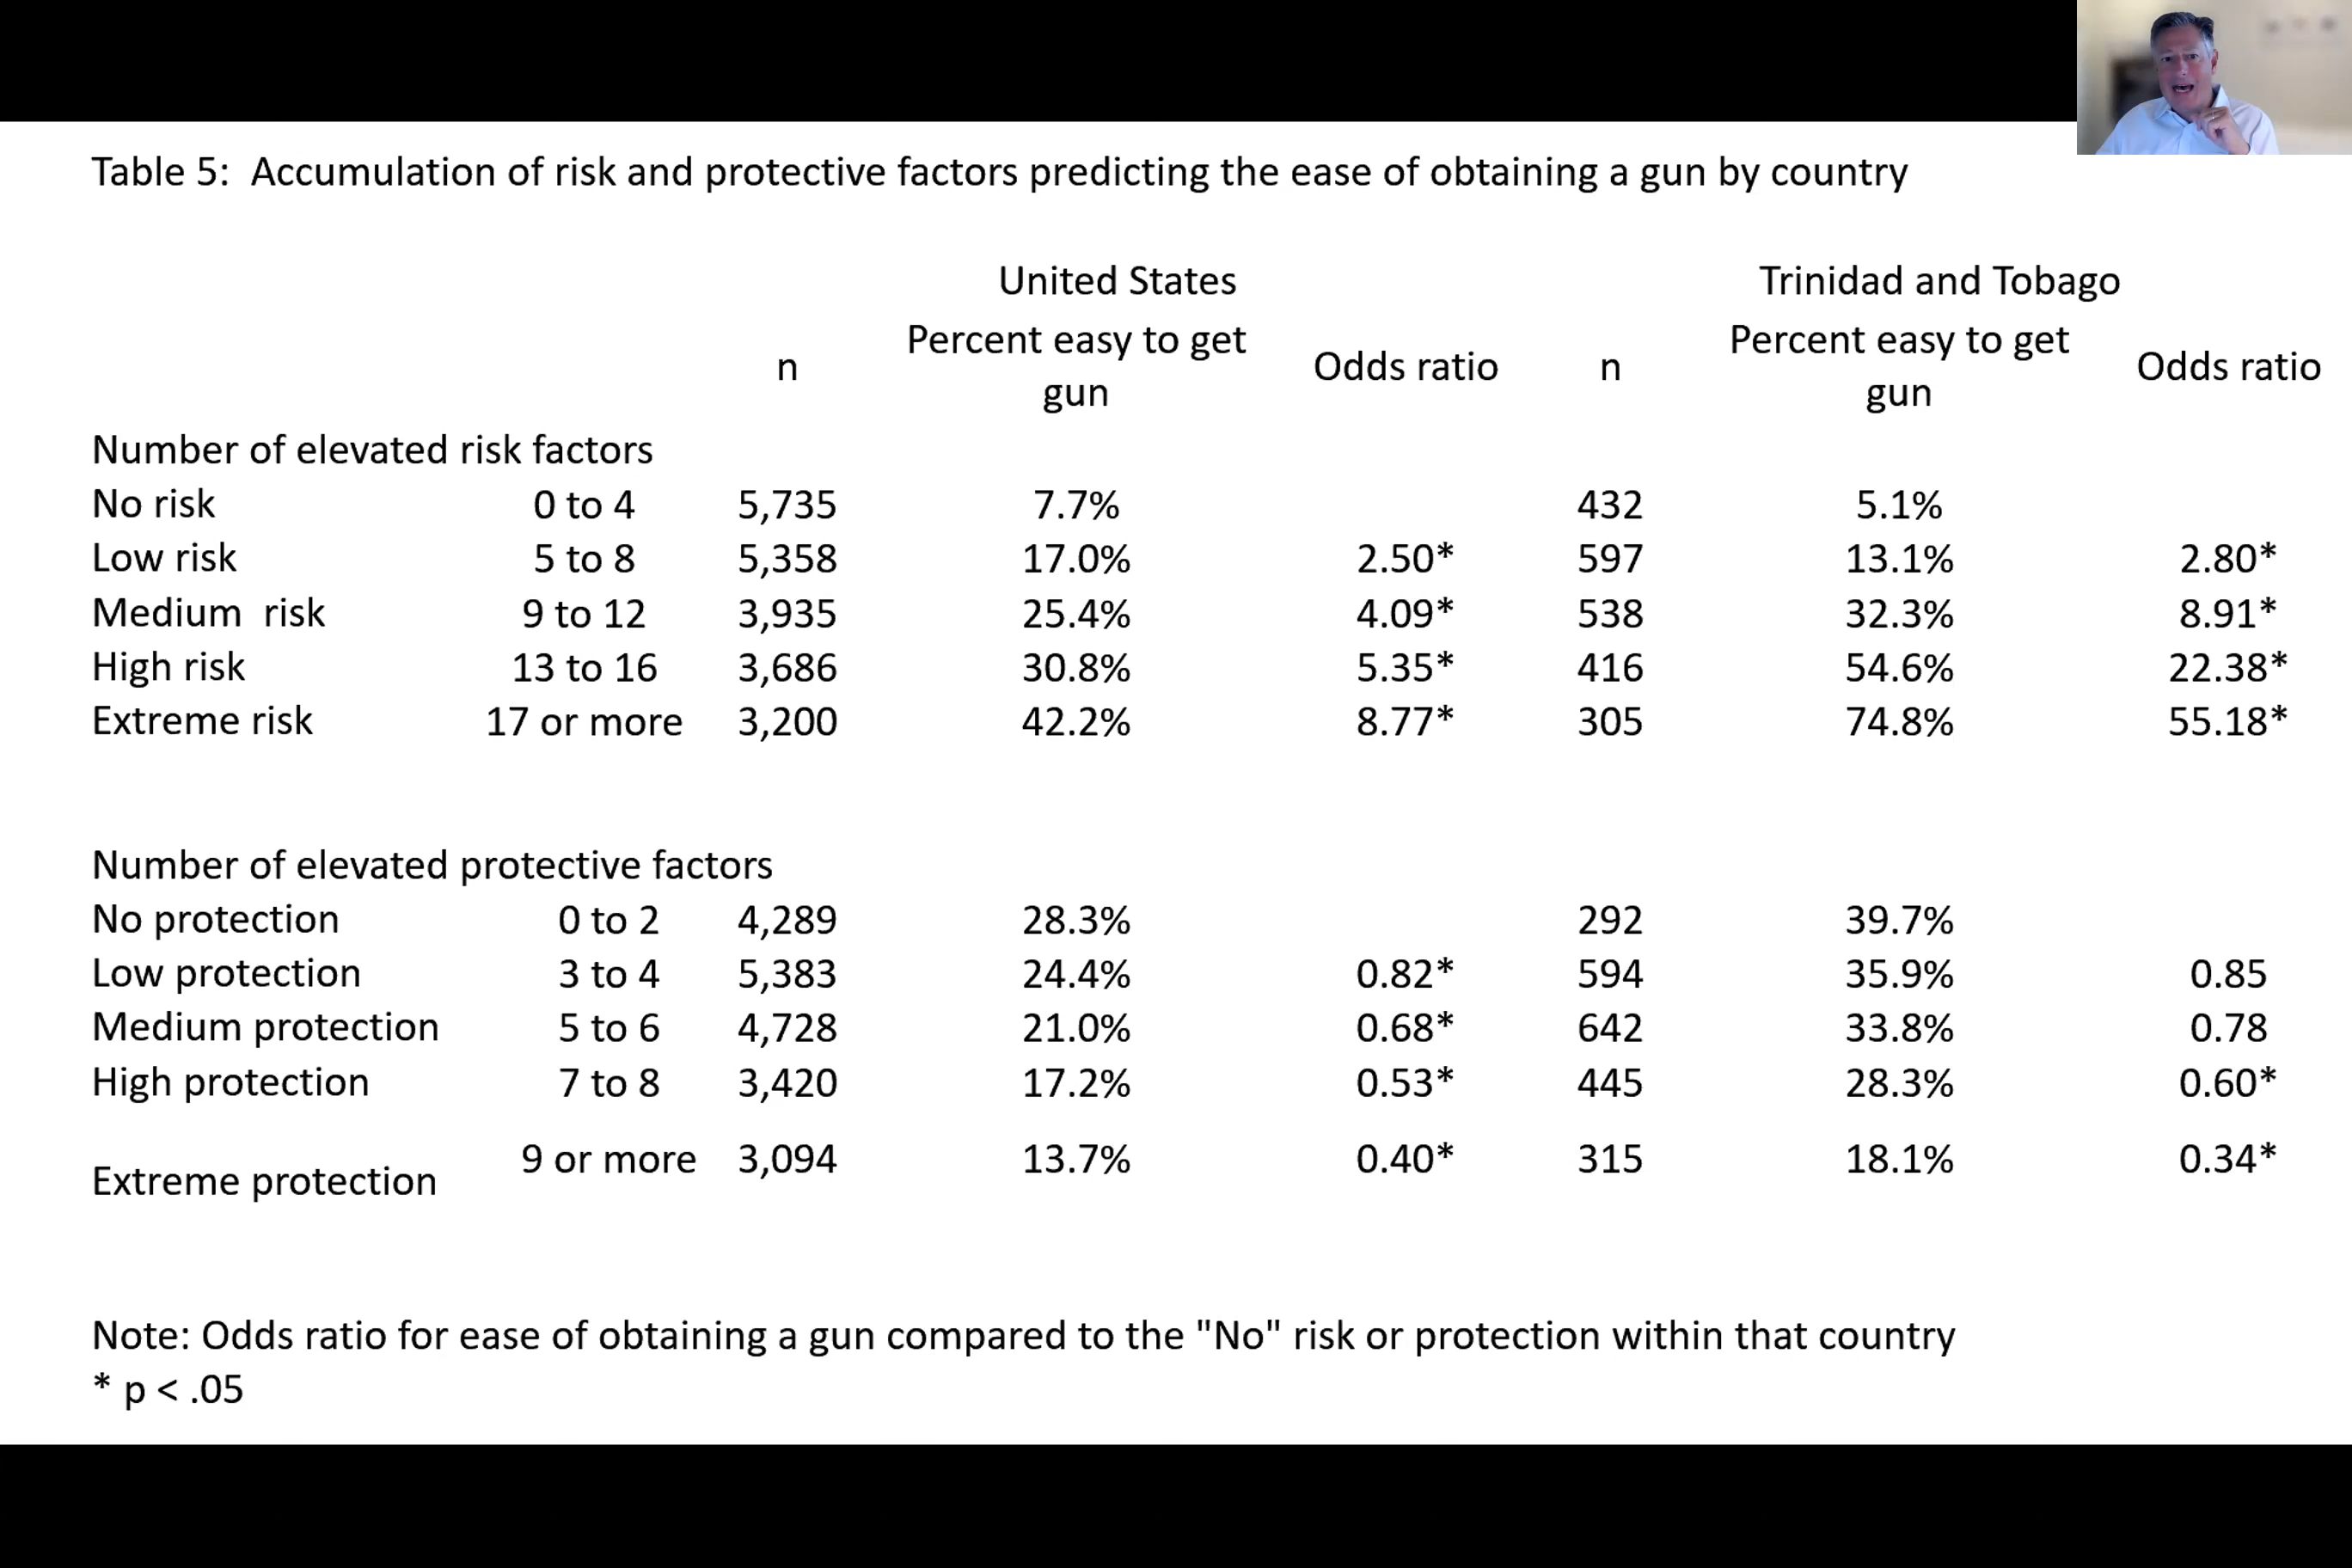 Table 5:  Accumulation of risk and protective factors predicting the ease of obtaining a gun by country
United States Trinidad and Tobago
n Percent easy to get gun Odds ratio n Percent easy to get gun Odds ratio
Number of elevated risk factors
No risk 0 to 4 5,735 7.7% 432 5.1%
Low risk 5 to 8 5,358 17.0% 2.50* 597 13.1% 2.80*
Medium  risk 9 to 12 3,935 25.4% 4.09* 538 32.3% 8.91*
High risk 13 to 16 3,686 30.8% 5.35* 416 54.6% 22.38*
Extreme risk 17 or more 3,200 42.2% 8.77* 305 74.8% 55.18*
Number of elevated protective factors
No protection 0 to 2 4,289 28.3% 292 39.7%
Low protection 3 to 4 5,383 24.4% 0.82* 594 35.9% 0.85
Medium protection 5 to 6 4,728 21.0% 0.68* 642 33.8% 0.78
High protection 7 to 8 3,420 17.2% 0.53* 445 28.3% 0.60*
Extreme protection 9 or more 3,094 13.7% 0.40* 315 18.1% 0.34*
Note: Odds ratio for ease of obtaining a gun compared to the "No" risk or protection within that country
* p < .05